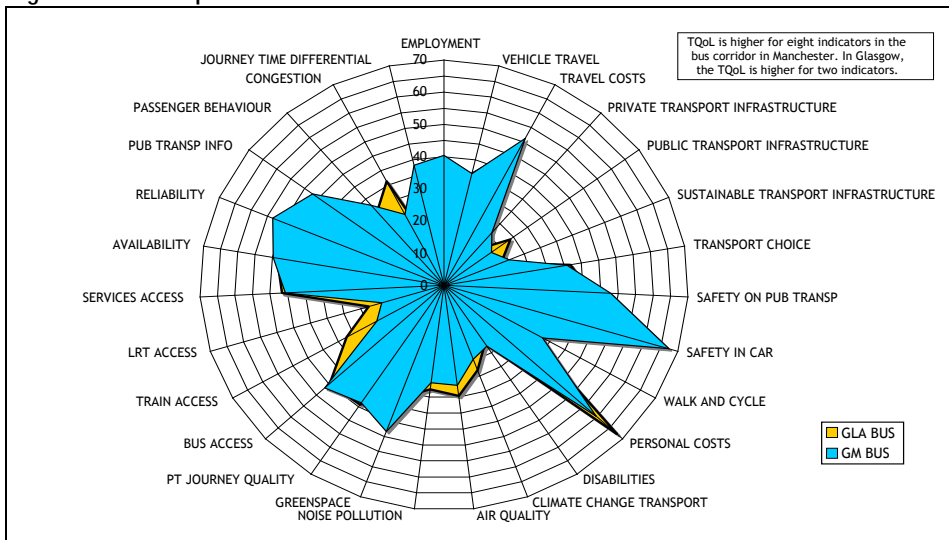 EMPLOYMENT
JOURNEY TIME DIFFERENTIAL
VEHICLE TRAVEL
CONGESTION
TRAVEL COSTS
PASSENGER BEHAVIOUR
PRIVATE TRANSPORT INFRASTRUCTURE
PUB TRANSP INFO
PUBLIC TRANSPORT INFRASTRUCTURE
RELIABILITY
SUSTAINABLE TRANSPORT INFRASTRUCTURE
AVAILABILITY
TRANSPORT CHOICE
SERVICES ACCESS
SAFETY ON PUB TRANSP
LRT ACCESS
SAFETY IN CAR
TRAIN ACCESS
WALK AND CYCLE
BUS ACCESS
PERSONAL COSTS
PT JOURNEY QUALITY
DISABILITIES
GREENSPACE
CLIMATE CHANGE TRANSPORT
NOISE POLLUTION
AIR QUALITY
70
60
50
40
30
20
10
0
TQoL is higher for eight indicators in the
bus corridor in Manchester. In Glasgow,
the TQoL is higher for two indicators.
GLA BUS
GM BUS